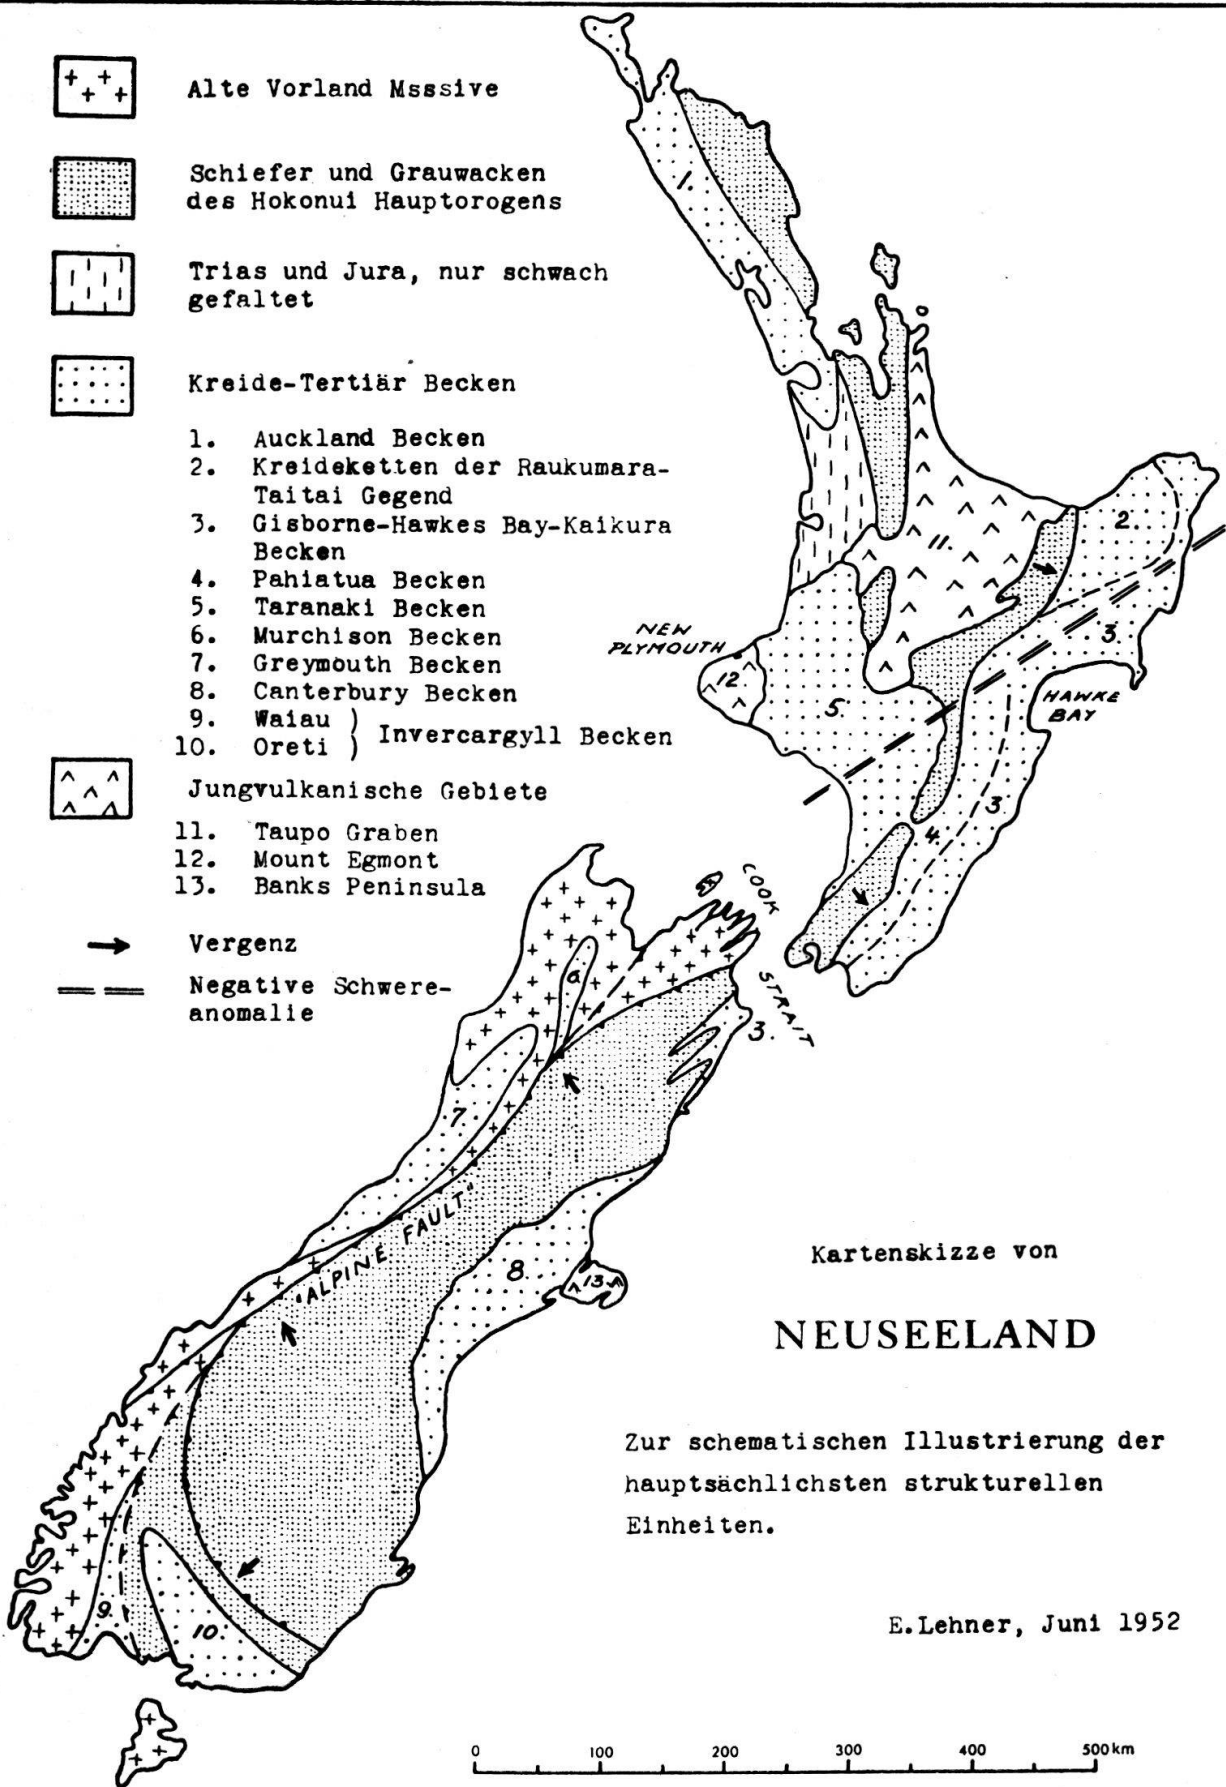 Alte Vorland Msssive
Schiefer und Grauwacken
des Hokonui Hauptorogens
Trias und Jura, nur schwach
gefaltet
Kreide-Tertiär Becken
1. Auckland Becken
2. Kreideketten der Raukumara-
Taitai Gegend
3. Gisborne-Hawkes Bay-Kaikura
Becken
4. Pahiatua Becken
5. Taranaki Becken
6. Murchison Becken
7. Greymouth Becken
8. Canterbury Becken
9. Waiau )
10. Oreti ) Invercargyll Becken
Jungvulkanische Gebiete
11. Taupo Graben
12. Mount Egmont
13. Banks Peninsula
Vergenz
Negative Schwere-
anomalie
1.
2.
11.
3.
NEW
PLYMOUTH
12
5.
HAWKE
BAY
3
4.
COOK
STRAIT
6.
3.
7.
"ALPINE FAULT"
8.
13
9.
10.
Kartenskizze von
NEUSEELAND
Zur schematischen Illustrierung der
hauptsächlichsten strukturellen
Einheiten.
E.Lehner, Juni 1952
0 100 200 300 400 500 km